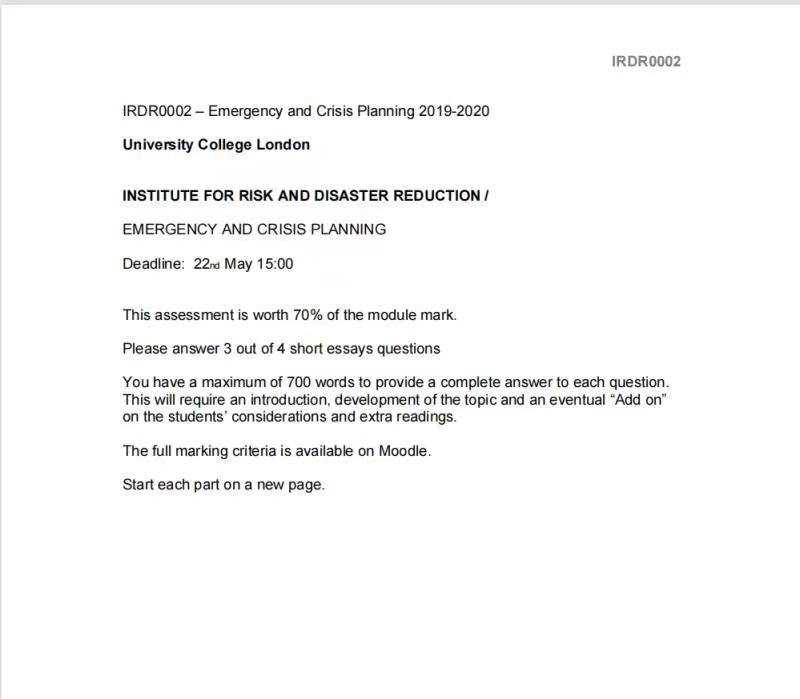 IRDR0002
IRDR0002 – Emergency and Crisis Planning 2019-2020
University College London
INSTITUTE FOR RISK AND DISASTER REDUCTION /
EMERGENCY AND CRISIS PLANNING
Deadline: 22nd May 15:00
This assessment is worth 70% of the module mark.
Please answer 3 out of 4 short essays questions
You have a maximum of 700 words to provide a complete answer to each question.
This will require an introduction, development of the topic and an eventual “Add on”
on the students’ considerations and extra readings.
The full marking criteria is available on Moodle.
Start each part on a new page.